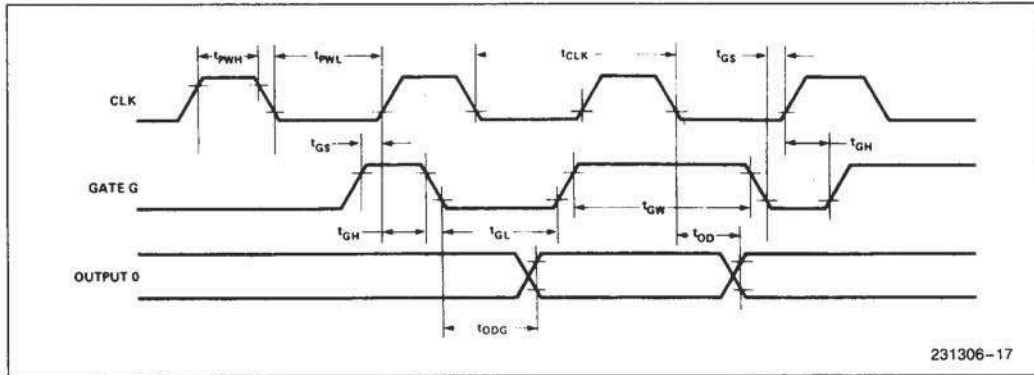 tPWH tPWL tCLK tGS
CLK
tGS tGH
GATE G
tGH tGL tGW tOD
OUTPUT 0
tODG
231306-17